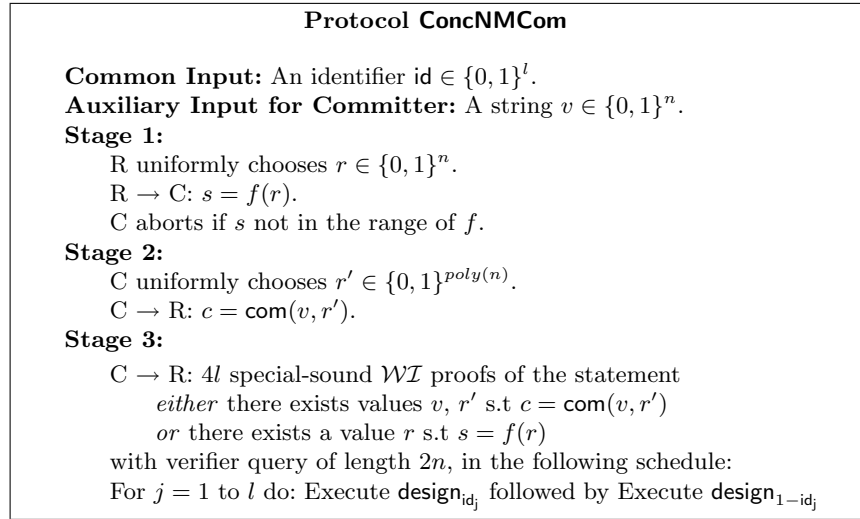 Protocol ConcNMCom
Common Input: An identifier id ∈ {0, 1}^l.
Auxiliary Input for Committer: A string v ∈ {0, 1}^n.
Stage 1:
R uniformly chooses r ∈ {0, 1}^n.
R → C: s = f(r).
C aborts if s not in the range of f.
Stage 2:
C uniformly chooses r′ ∈ {0, 1}^{poly(n)}.
C → R: c = com(v, r′).
Stage 3:
C → R: 4l special-sound WI proofs of the statement
either there exists values v, r′ s.t c = com(v, r′)
or there exists a value r s.t s = f(r)
with verifier query of length 2n, in the following schedule:
For j = 1 to l do: Execute design_{id_j} followed by Execute design_{1−id_j}